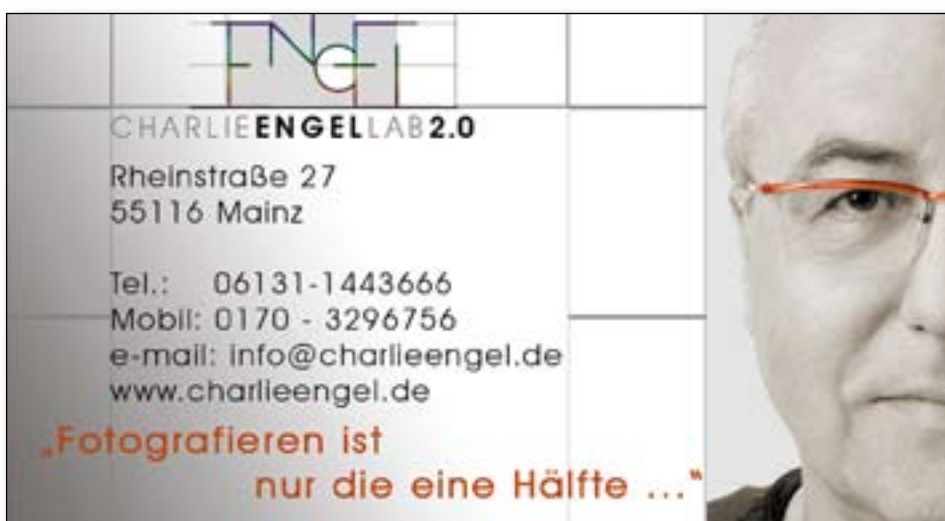 CHARLIEENGELLAB2.0
Rheinstraße 27
55116 Mainz
Tel.: 06131-1443666
Mobil: 0170 - 3296756
e-mail: info@charlieengel.de
www.charlieengel.de
„Fotografieren ist
nur die eine Hälfte ...“